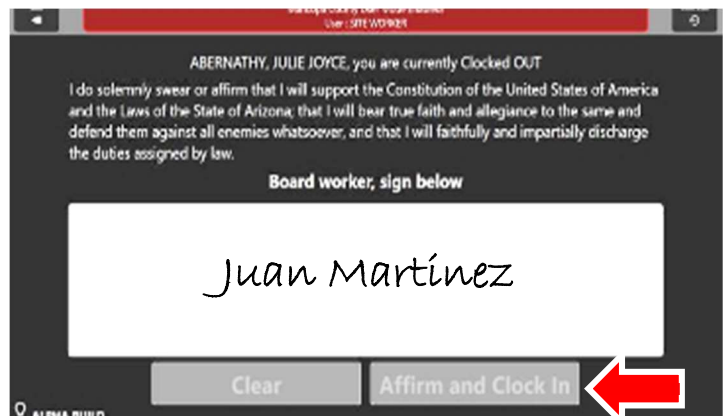 User : SITE WORKER
ABERNATHY, JULIE JOYCE, you are currently Clocked OUT
I do solemnly swear or affirm that I will support the Constitution of the United States of America
and the Laws of the State of Arizona; that I will bear true faith and allegiance to the same and
defend them against all enemies whatsoever, and that I will faithfully and impartially discharge
the duties assigned by law.
Board worker, sign below
Juan Martinez
Clear
Affirm and Clock In
ALPHA BUILD